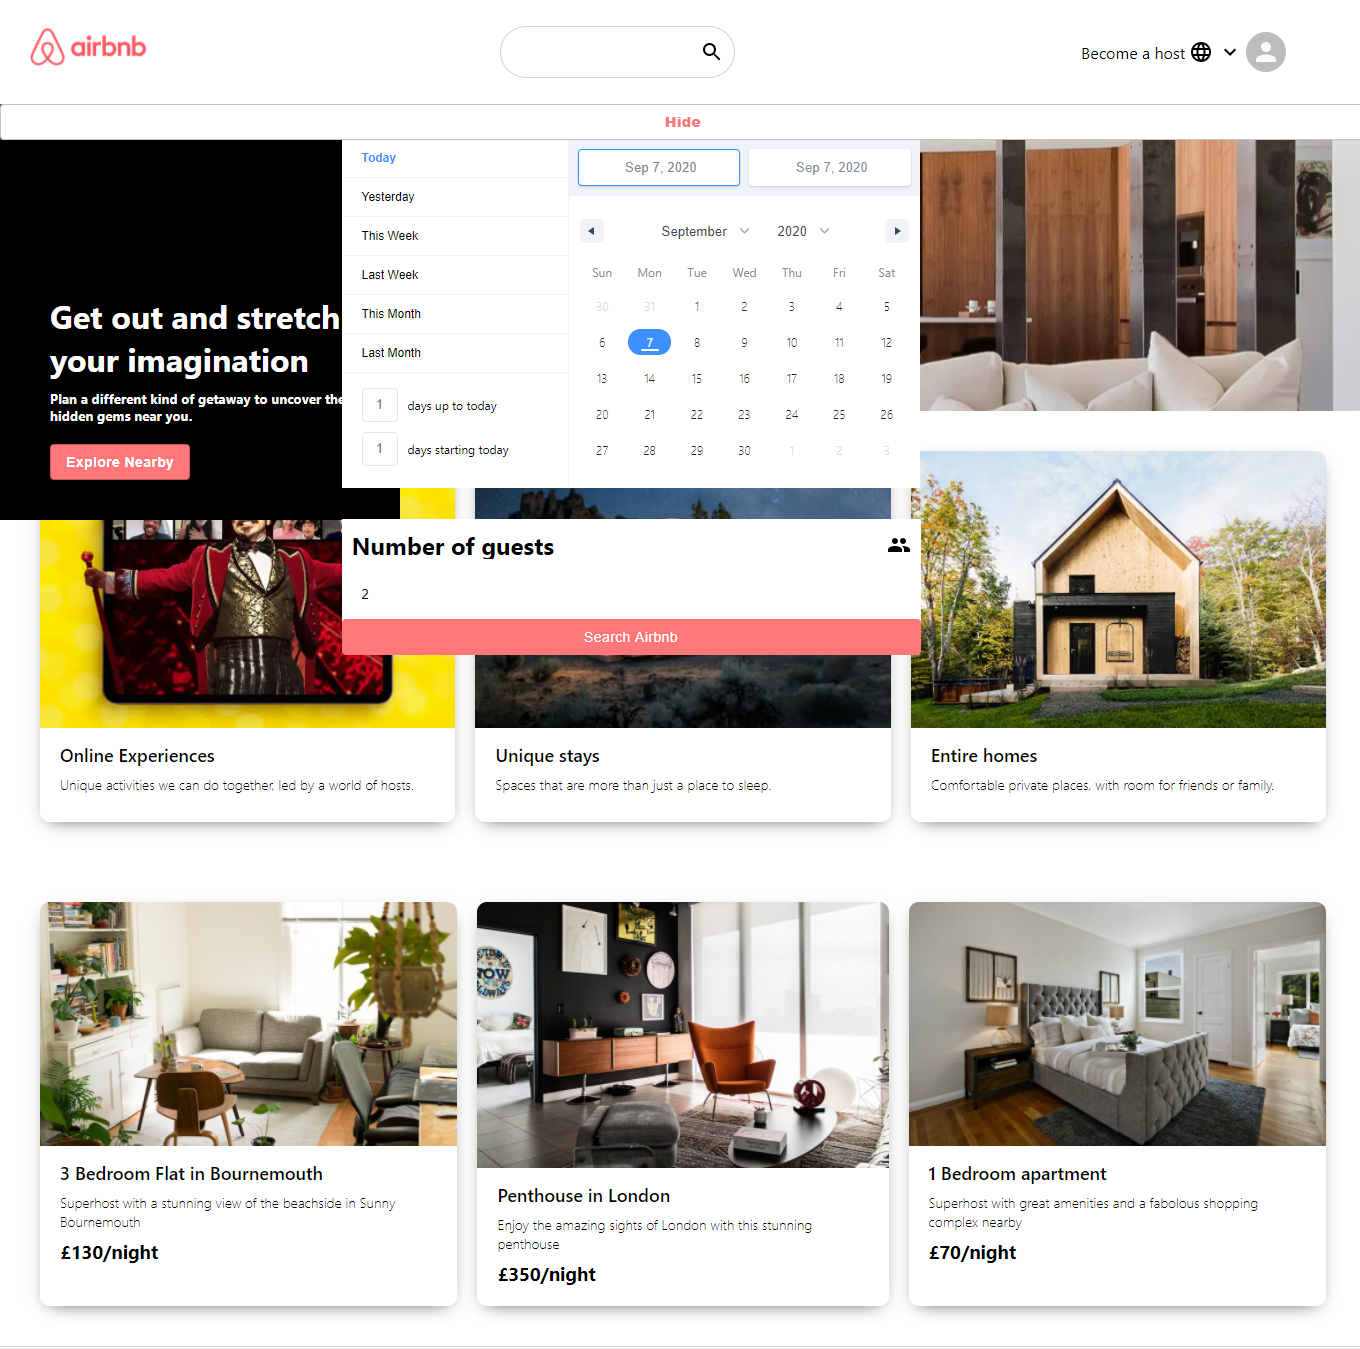 airbnb
Become a host
Hide
Get out and stretch
your imagination
Plan a different kind of getaway to uncover the
hidden gems near you.
Explore Nearby
Today
Yesterday
This Week
Last Week
This Month
Last Month
1 days up to today
1 days starting today
Sep 7, 2020 Sep 7, 2020
September 2020
Sun Mon Tue Wed Thu Fri Sat
30 31 1 2 3 4 5
6 7 8 9 10 11 12
13 14 15 16 17 18 19
20 21 22 23 24 25 26
27 28 29 30 1 2 3
Number of guests
2
Search Airbnb
Online Experiences
Unique activities we can do together, led by a world of hosts.
Unique stays
Spaces that are more than just a place to sleep.
Entire homes
Comfortable private places, with room for friends or family.
3 Bedroom Flat in Bournemouth
Superhost with a stunning view of the beachside in Sunny
Bournemouth
£130/night
NOW
Penthouse in London
Enjoy the amazing sights of London with this stunning
penthouse
£350/night
1 Bedroom apartment
Superhost with great amenities and a fabolous shopping
complex nearby
£70/night